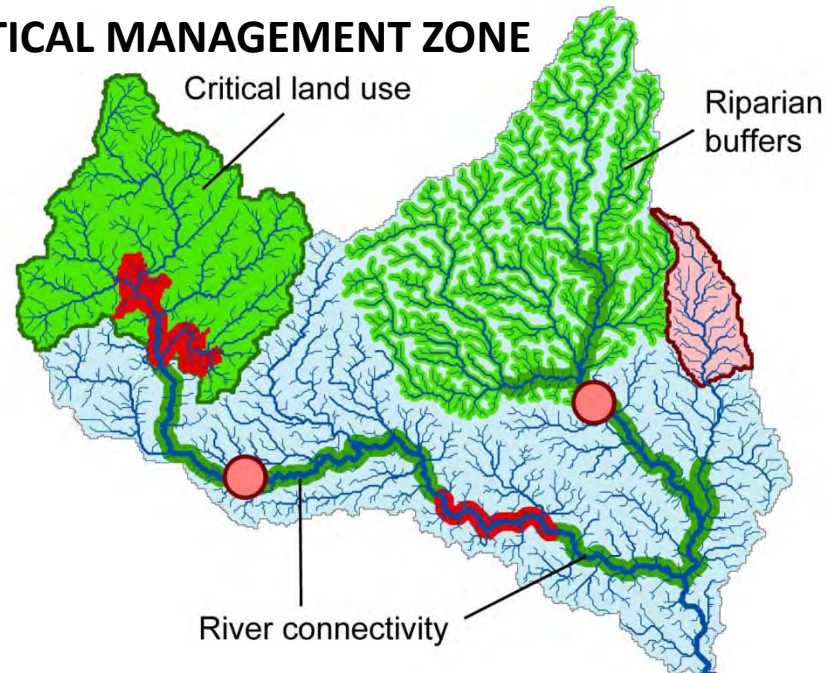 TICAL MANAGEMENT ZONE
Critical land use
Riparian
buffers
River connectivity